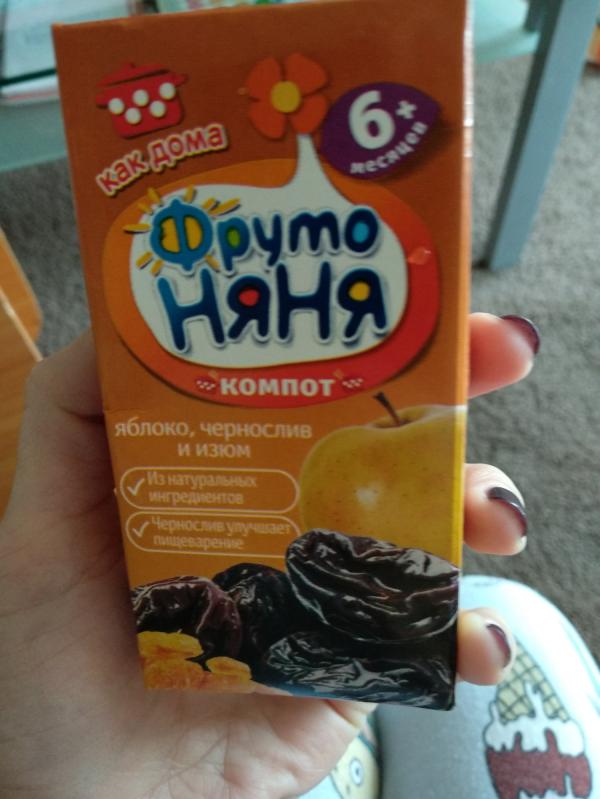 как дома
6+
месяцев
Фруто
НЯНЯ
КОМПОТ
яблоко, чернослив
и изюм
Из натуральных
ингредиентов
Чернослив улучшает
пищеварение